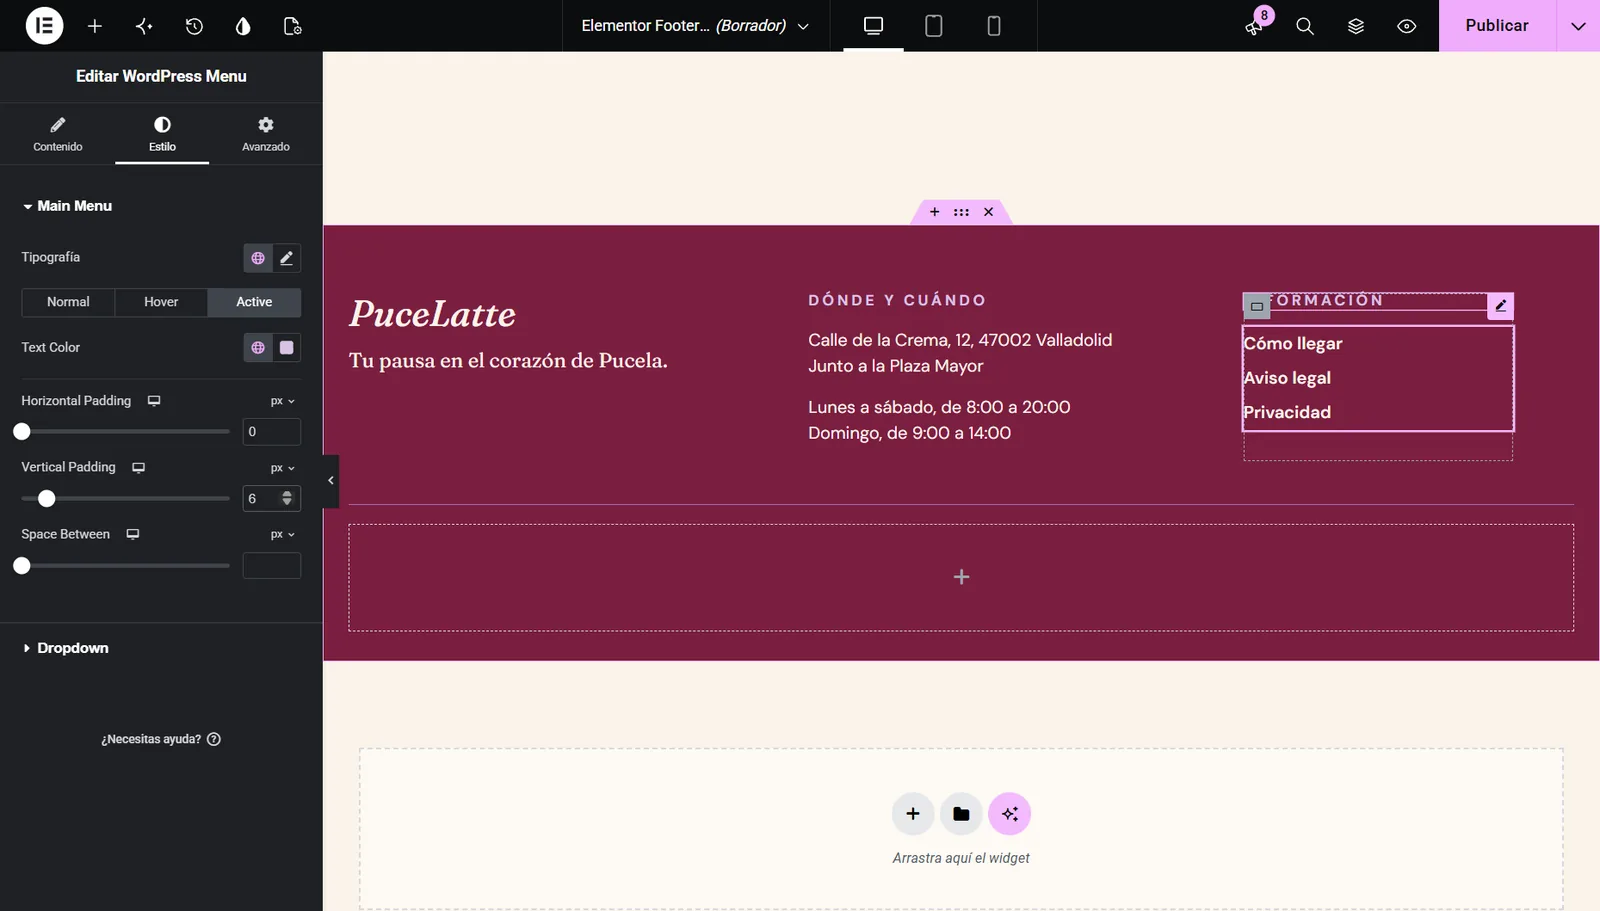 Elementor Footer... (Borrador)
8
Publicar
Editar WordPress Menu
Contenido
Estilo
Avanzado
Main Menu
Tipografía
Normal
Hover
Active
Text Color
Horizontal Padding
px
0
Vertical Padding
px
6
Space Between
px
Dropdown
¿Necesitas ayuda?
PuceLatte
Tu pausa en el corazón de Pucela.
DÓNDE Y CUÁNDO
Calle de la Crema, 12, 47002 Valladolid
Junto a la Plaza Mayor
Lunes a sábado, de 8:00 a 20:00
Domingo, de 9:00 a 14:00
FORMACIÓN
Cómo llegar
Aviso legal
Privacidad
Arrastra aquí el widget